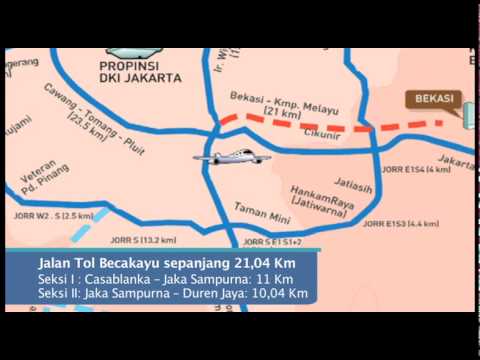 PROPINSI
DKI JAKARTA
Ir. Wi
Bekasi - Kmp. Melayu
(21 km)
BEKASI
Cawang - Tomang - Pluit
(23.5 km)
Cikunir
Jakarta
JORR E1S4 (4 km)
Veteran
Pd. Pinang
Jatiasih
HankamRaya
(Jatiwarna)
JORR W2 . S (2.5 km)
Taman Mini
JORR E1S3 (4.4 km)
JORR S (13.2 km)
JORR S E1 S1+2
Jalan Tol Becakayu sepanjang 21,04 Km
Seksi I : Casablanka – Jaka Sampurna: 11 Km
Seksi II: Jaka Sampurna – Duren Jaya: 10,04 Km